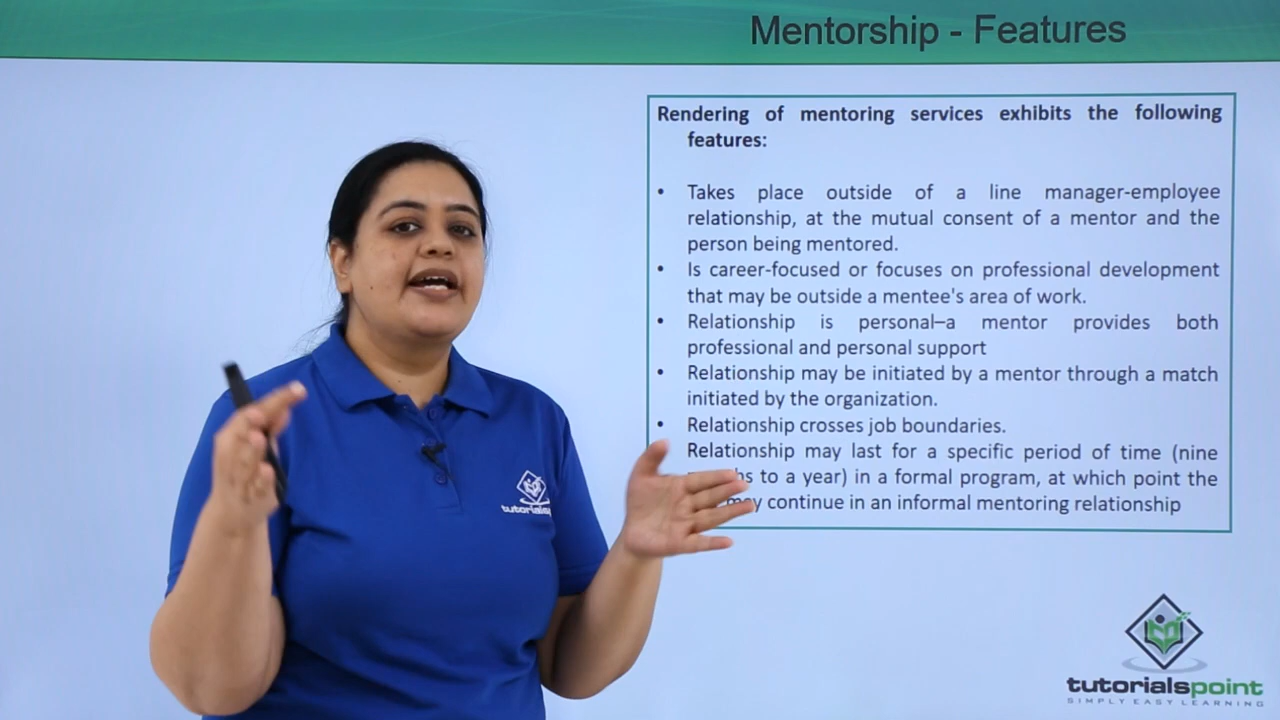 Mentorship - Features
Rendering of mentoring services exhibits the following
features:
• Takes place outside of a line manager-employee
relationship, at the mutual consent of a mentor and the
person being mentored.
• Is career-focused or focuses on professional development
that may be outside a mentee's area of work.
• Relationship is personal–a mentor provides both
professional and personal support
• Relationship may be initiated by a mentor through a match
initiated by the organization.
• Relationship crosses job boundaries.
Relationship may last for a specific period of time (nine
to a year) in a formal program, at which point the
may continue in an informal mentoring relationship
tutorialspoint
SIMPLY EASY LEARNING